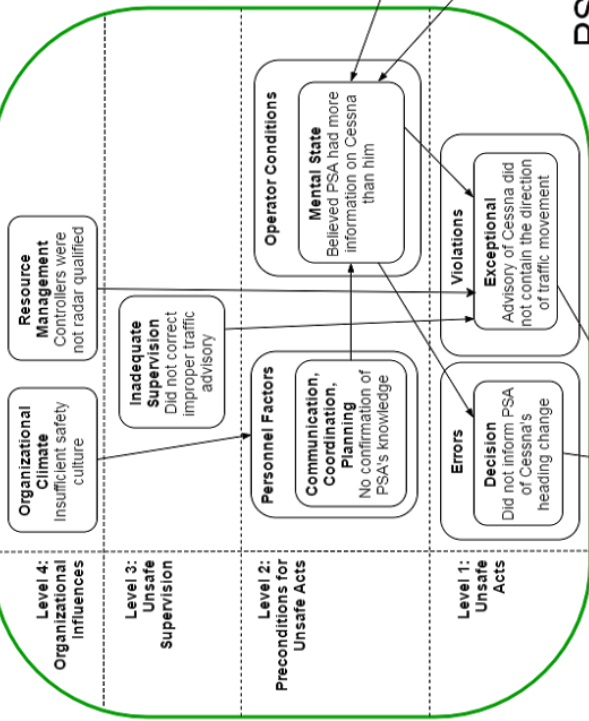 Level 4:
Organizational
Influences
Organizational
Climate
Insufficient safety
culture
Resource
Management
Controllers were
not radar qualified
Level 3:
Unsafe
Supervision
Inadequate
Supervision
Did not correct
improper traffic
advisory
Level 2:
Preconditions for
Unsafe Acts
Personnel Factors
Communication,
Coordination,
Planning
No confirmation of
PSA's knowledge
Operator Conditions
Mental State
Believed PSA had more
information on Cessna
than him
Level 1:
Unsafe
Acts
Errors
Decision
Did not inform PSA
of Cessna's
heading change
Violations
Exceptional
Advisory of Cessna did
not contain the direction
of traffic movement